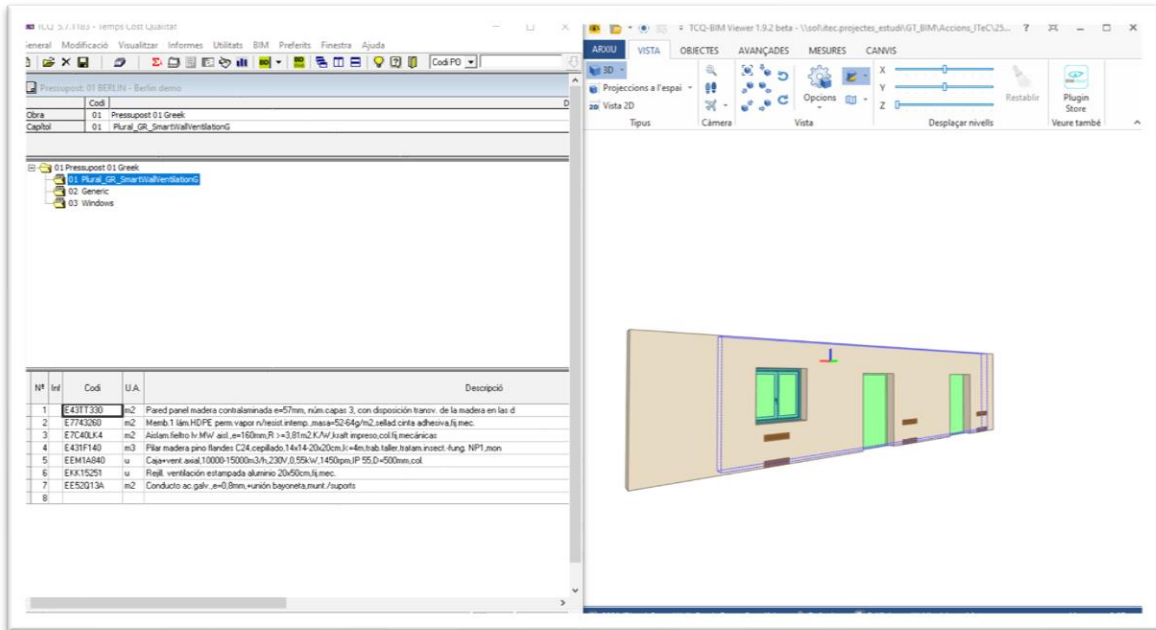 TCQ 5.7.1183 - Temps Cost Qualitat
General Modificació Visualitzar Informes Utilitats BIM Preferits Finestra Ajuda
Codi PO
Pressupost: 01 BERLIN - Berlin demo
Codi D
Obra 01 Pressupost 01 Greek
Capítol 01 Plural_GR_SmartWallVentilationG
01 Pressupost 01 Greek
01 Plural_GR_SmartWallVentilationG
02 Generic
03 Windows
Nº Inf Codi U.A. Descripció
1 E43TT330 m2 Pared panel madera contralaminada e=57mm, núm.capas 3, con disposición transv. de la madera en las d
2 E7743260 m2 Memb.1 lám.HDPE perm.vapor n/resist.intemp.,masa=52-64g/m2,sellad.cinta adhesiva,fij.mec.
3 E7C40LK4 m2 Aislam.fieltro lv.MW aisl.,e=160mm,R >=3,81m2.K/W,kraft impreso,col.fij.mecánicas
4 E431F140 m3 Pilar madera pino flandes C24,cepillado,14x14-20x20cm,l<=4m,trab.taller,tratam.insect.-fung. NP1,mon
5 EEM1A840 u Caja+vent.axial,10000-15000m3/h,230V,0,55kW,1450rpm,IP 55,D=500mm,col.
6 EKK15251 u Rejil. ventilación estampada aluminio 20x50cm,fij.mec.
7 EE52Q13A m2 Conducto ac.galv.,e=0,8mm,+unión bayoneta,munt./suports
8
TCQ-BIM Viewer 1.9.2 beta - \\sol\itec.projectes_estudi\GT_BIM\Accions_ITeC\25...
ARXIU VISTA OBJECTES AVANÇADES MESURES CANVIS
3D
Projeccions a l'espai
2D Vista 2D
Tipus
Càmera
Opcions
Vista
X
Y
Z
Desplaçar nivells
Restablir
Plugin Store
Veure també